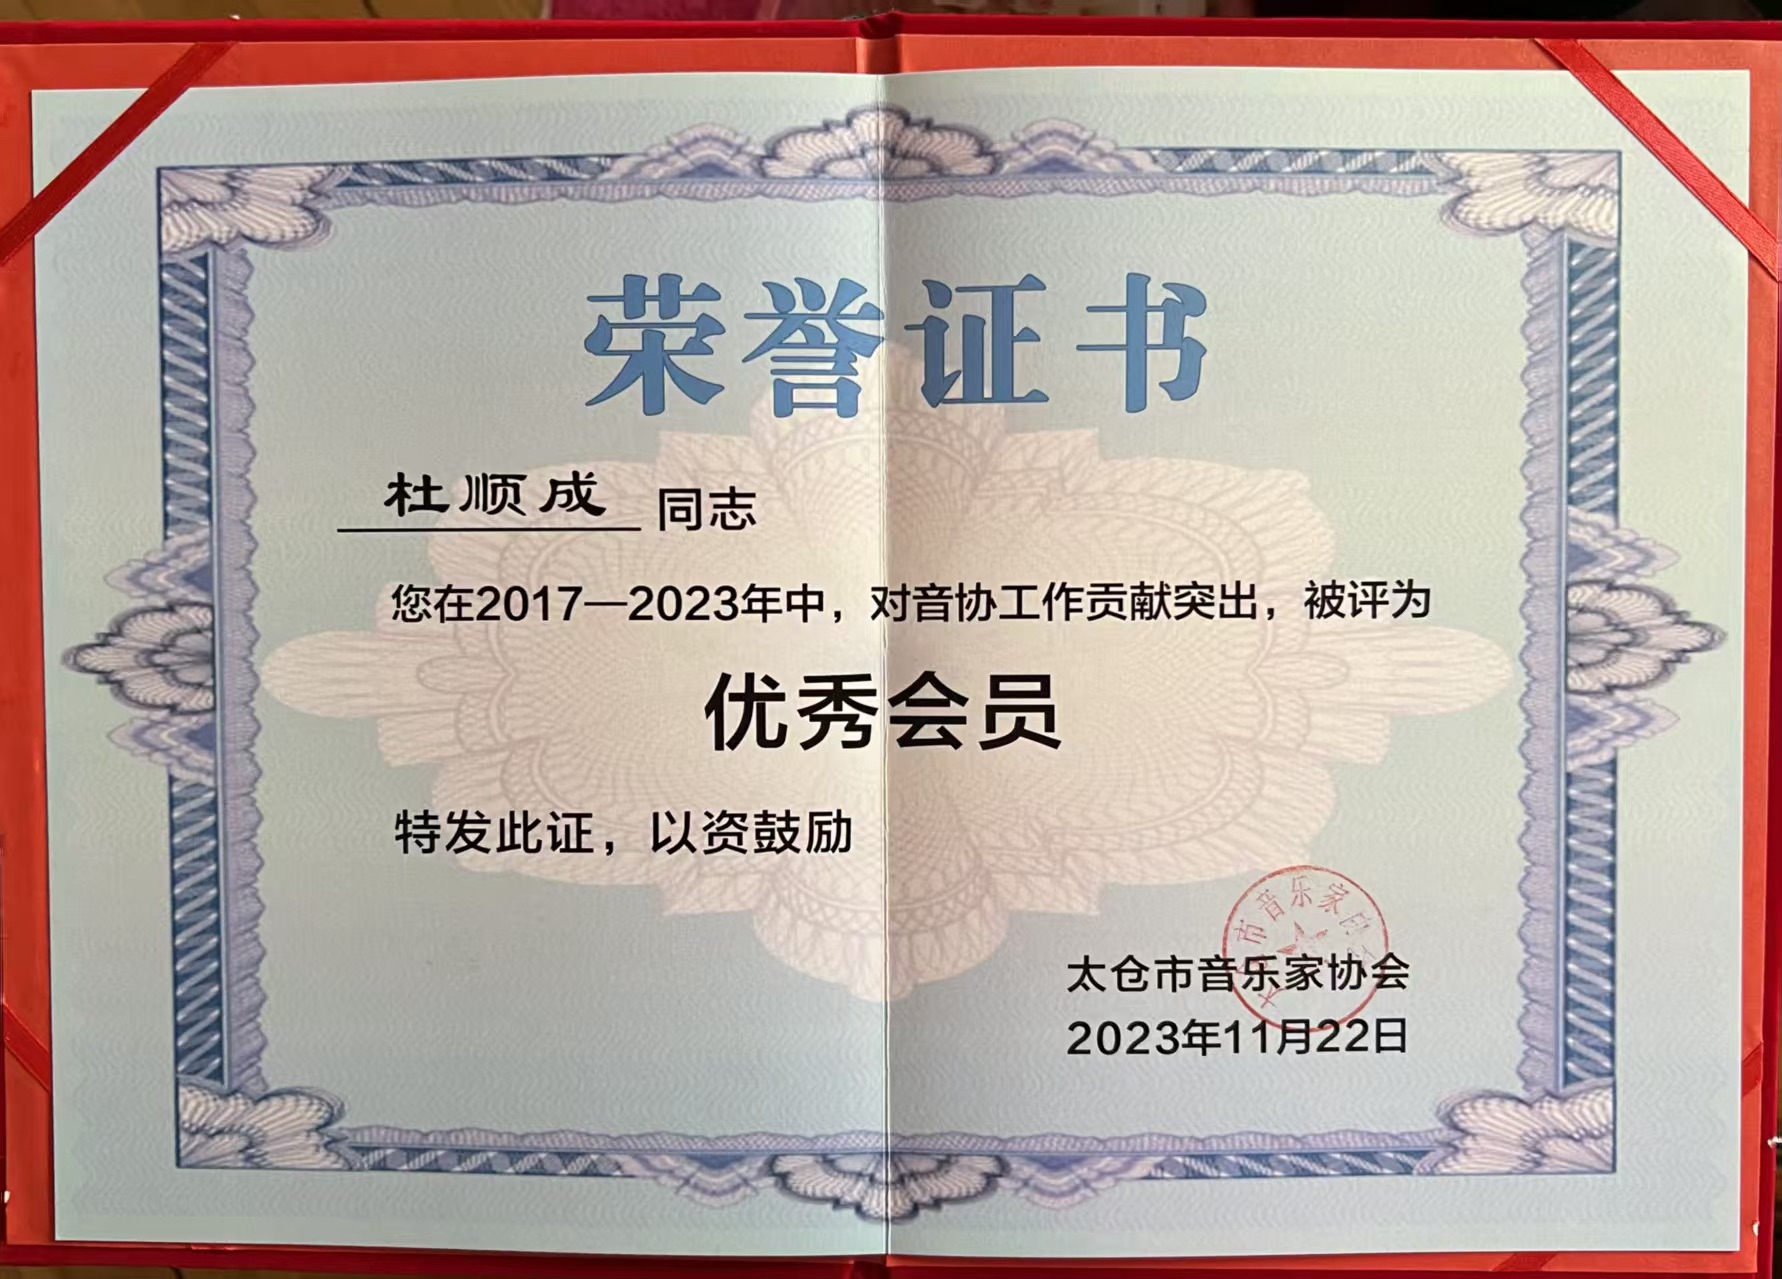 荣誉证书
杜顺成 同志
您在2017—2023年中，对音协工作贡献突出，被评为
优秀会员
特发此证，以资鼓励
太仓市音乐家协会
2023年11月22日